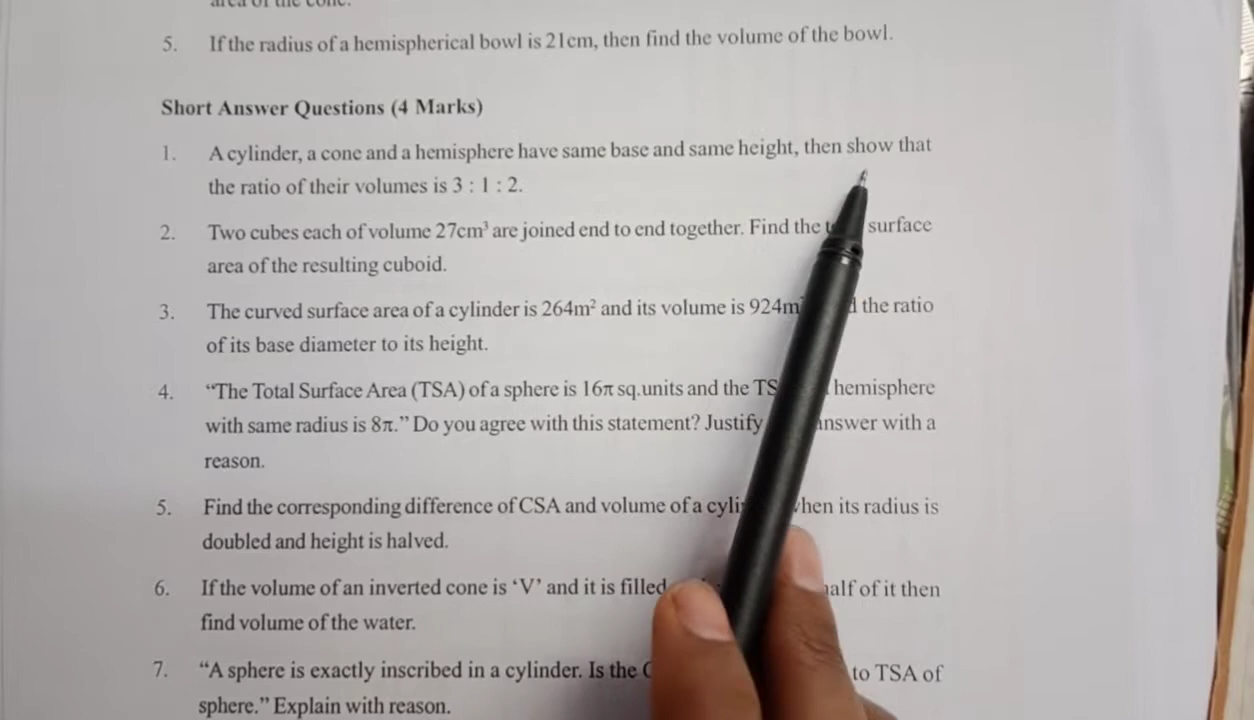 area of the cone.
5. If the radius of a hemispherical bowl is 21cm, then find the volume of the bowl.
Short Answer Questions (4 Marks)
1. A cylinder, a cone and a hemisphere have same base and same height, then show that
the ratio of their volumes is 3 : 1 : 2.
2. Two cubes each of volume 27cm³ are joined end to end together. Find the surface
area of the resulting cuboid.
3. The curved surface area of a cylinder is 264m² and its volume is 924m the ratio
of its base diameter to its height.
4. “The Total Surface Area (TSA) of a sphere is 16π sq.units and the TS hemisphere
with same radius is 8π.” Do you agree with this statement? Justify answer with a
reason.
5. Find the corresponding difference of CSA and volume of a when its radius is
doubled and height is halved.
6. If the volume of an inverted cone is ‘V’ and it is filled half of it then
find volume of the water.
7. “A sphere is exactly inscribed in a cylinder. Is the to TSA of
sphere.” Explain with reason.